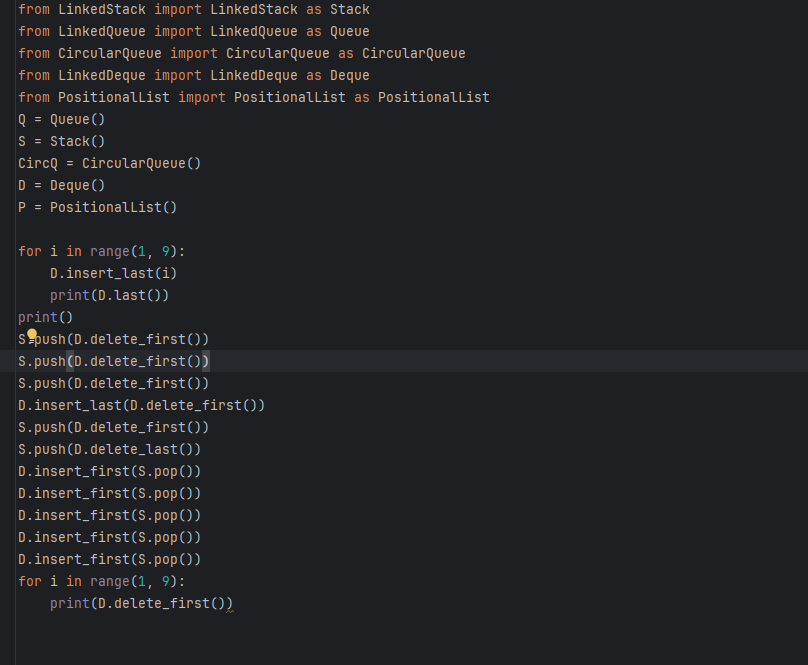 from LinkedStack import LinkedStack as Stack
from LinkedQueue import LinkedQueue as Queue
from CircularQueue import CircularQueue as CircularQueue
from LinkedDeque import LinkedDeque as Deque
from PositionalList import PositionalList as PositionalList
Q = Queue()
S = Stack()
CircQ = CircularQueue()
D = Deque()
P = PositionalList()

for i in range(1, 9):
    D.insert_last(i)
    print(D.last())
print()
S.push(D.delete_first())
S.push(D.delete_first())
S.push(D.delete_first())
D.insert_last(D.delete_first())
S.push(D.delete_first())
S.push(D.delete_last())
D.insert_first(S.pop())
D.insert_first(S.pop())
D.insert_first(S.pop())
D.insert_first(S.pop())
D.insert_first(S.pop())
for i in range(1, 9):
    print(D.delete_first())